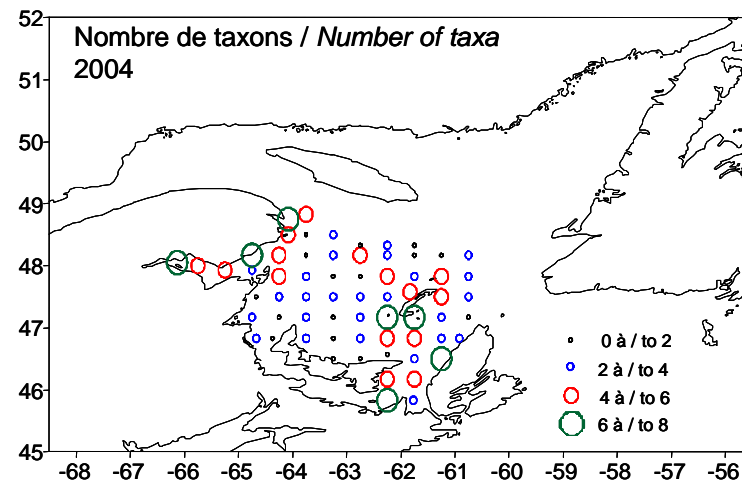 Nombre de taxons / Number of taxa
2004
52
51
50
49
48
47
46
45
0 à / to 2
2 à / to 4
4 à / to 6
6 à / to 8
-68 -67 -66 -65 -64 -63 -62 -61 -60 -59 -58 -57 -56